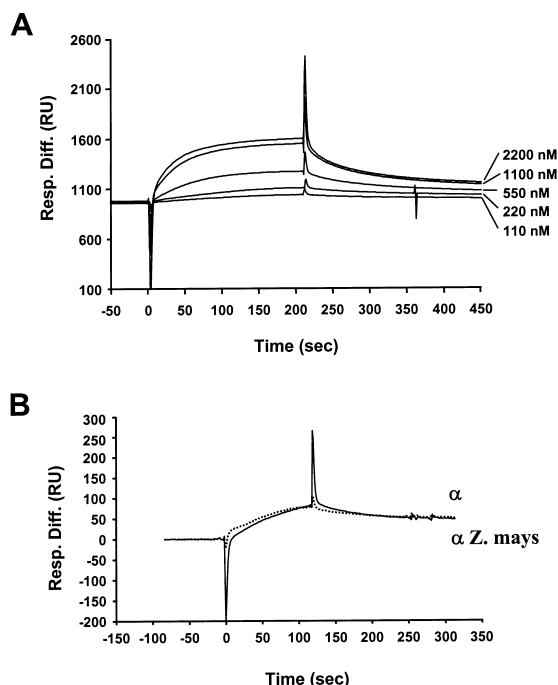 A
Resp. Diff. (RU)
2600
2100
1600
1100
600
100
2200 nM
1100 nM
550 nM
220 nM
110 nM
-50 0 50 100 150 200 250 300 350 400 450
Time (sec)
B
Resp. Diff. (RU)
300
250
200
150
100
50
0
-50
-100
-150
-200
α
α Z. mays
-150 -100 -50 0 50 100 150 200 250 300 350
Time (sec)